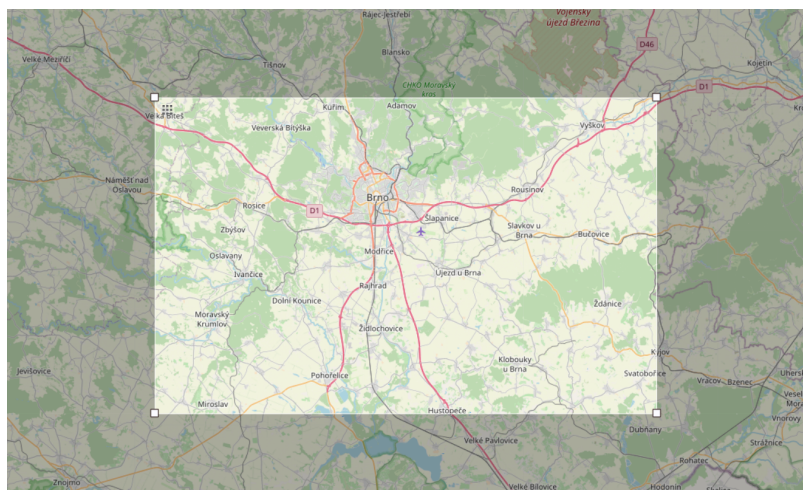 Rájec-Jestřebí
Vojenský
újezd Březina
D46
Velké Meziříčí
Blansko
Tišnov
Kojetín
CHKO Moravský
kras
D1
Kuřim
Adamov
Velká Bíteš
Veverská Bítýška
Vyškov
Náměšť nad
Oslavou
Rousínov
Brno
Rosice
D1
Šlapanice
Zbýšov
Slavkov u
Brna
Bučovice
Modřice
Oslavany
Ivančice
Újezd u Brna
Rajhrad
Dolní Kounice
Ždánice
Moravský
Krumlov
Židlochovice
Kyjov
Klobouky
u Brna
Jevišovice
Pohořelice
Svatobořice
Vracov
Bzenec
Miroslav
Hustopeče
Vnorovy
Dubňany
Velké Pavlovice
Strážnice
Rohatec
Znojmo
Velké Bílovice
Hodonín